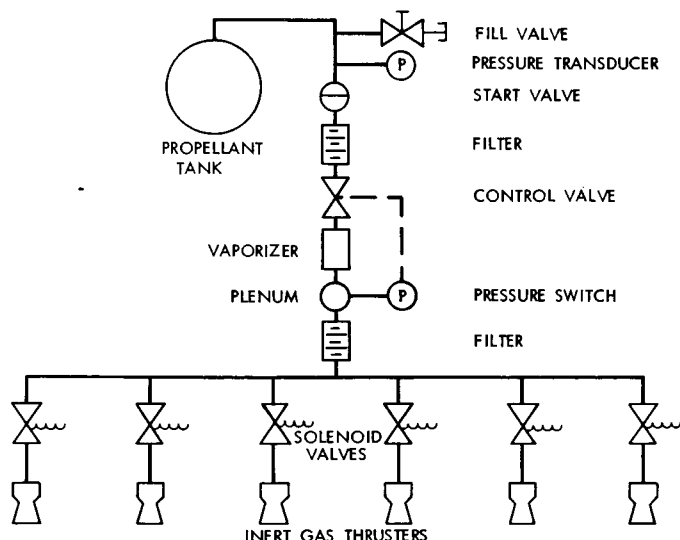 FILL VALVE
P
PRESSURE TRANSDUCER
START VALVE
PROPELLANT
TANK
FILTER
CONTROL VALVE
VAPORIZER
PLENUM
P
PRESSURE SWITCH
FILTER
SOLENOID
VALVES
INERT GAS THRUSTERS